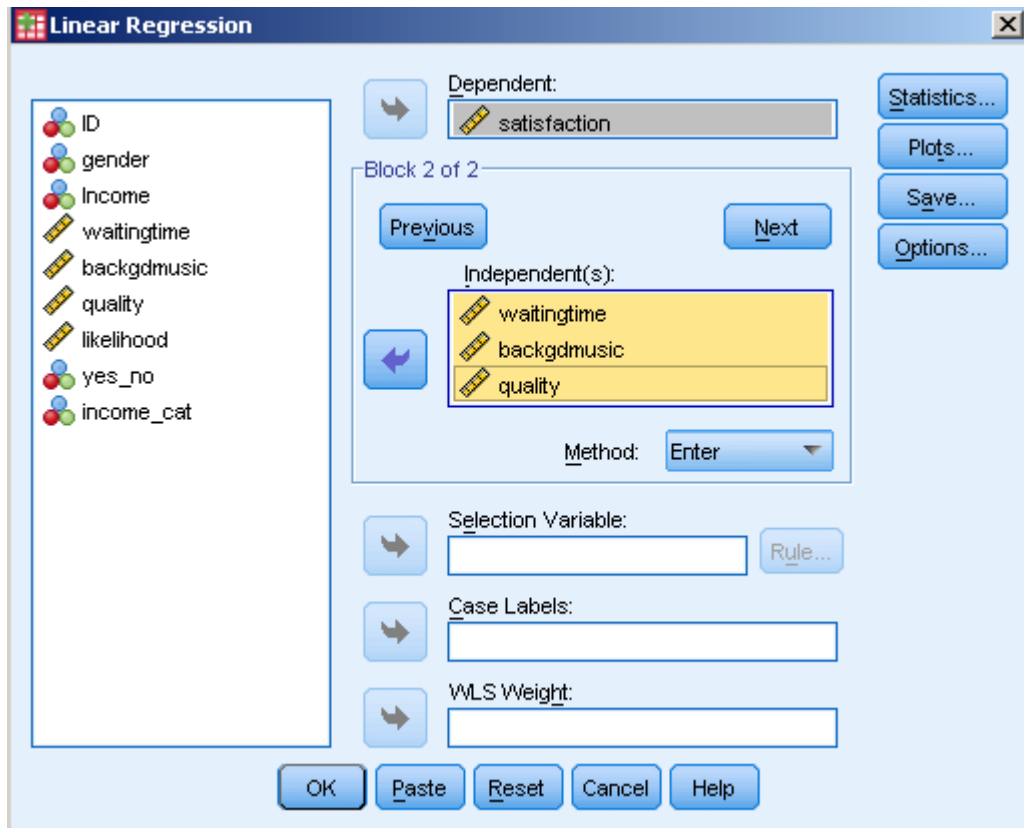 Linear Regression
ID
gender
Income
waitingtime
backgdmusic
quality
likelihood
yes_no
income_cat
Dependent:
satisfaction
Block 2 of 2
Previous
Next
Independent(s):
waitingtime
backgdmusic
quality
Method:
Enter
Selection Variable:
Rule...
Case Labels:
WLS Weight:
Statistics...
Plots...
Save...
Options...
OK
Paste
Reset
Cancel
Help